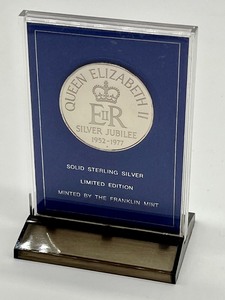 QUEEN ELIZABETH II
EIIR
SILVER JUBILEE
1952-1977
SOLID STERLING SILVER
LIMITED EDITION
MINTED BY THE FRANKLIN MINT